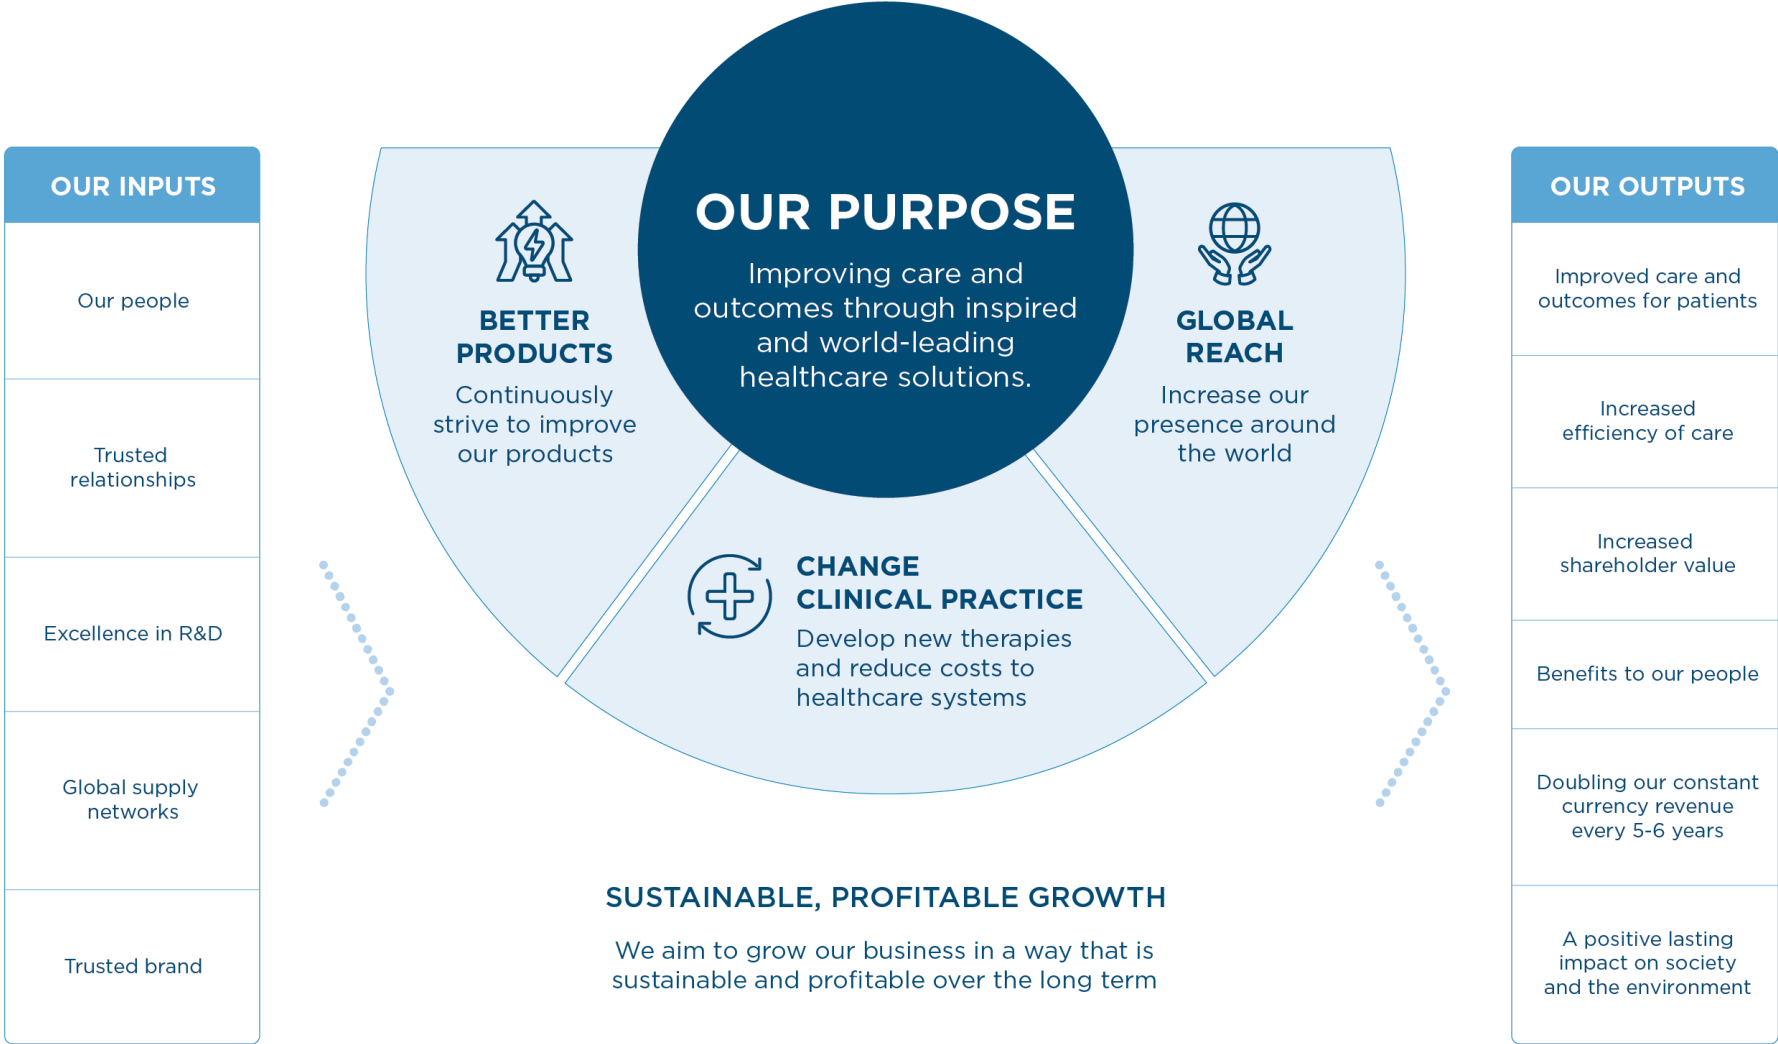 OUR INPUTS
Our people
Trusted
relationships
Excellence in R&D
Global supply
networks
Trusted brand
OUR PURPOSE
Improving care and
outcomes through inspired
and world-leading
healthcare solutions.
BETTER
PRODUCTS
Continuously
strive to improve
our products
CHANGE
CLINICAL PRACTICE
Develop new therapies
and reduce costs to
healthcare systems
GLOBAL
REACH
Increase our
presence around
the world
SUSTAINABLE, PROFITABLE GROWTH
We aim to grow our business in a way that is
sustainable and profitable over the long term
OUR OUTPUTS
Improved care and
outcomes for patients
Increased
efficiency of care
Increased
shareholder value
Benefits to our people
Doubling our constant
currency revenue
every 5-6 years
A positive lasting
impact on society
and the environment